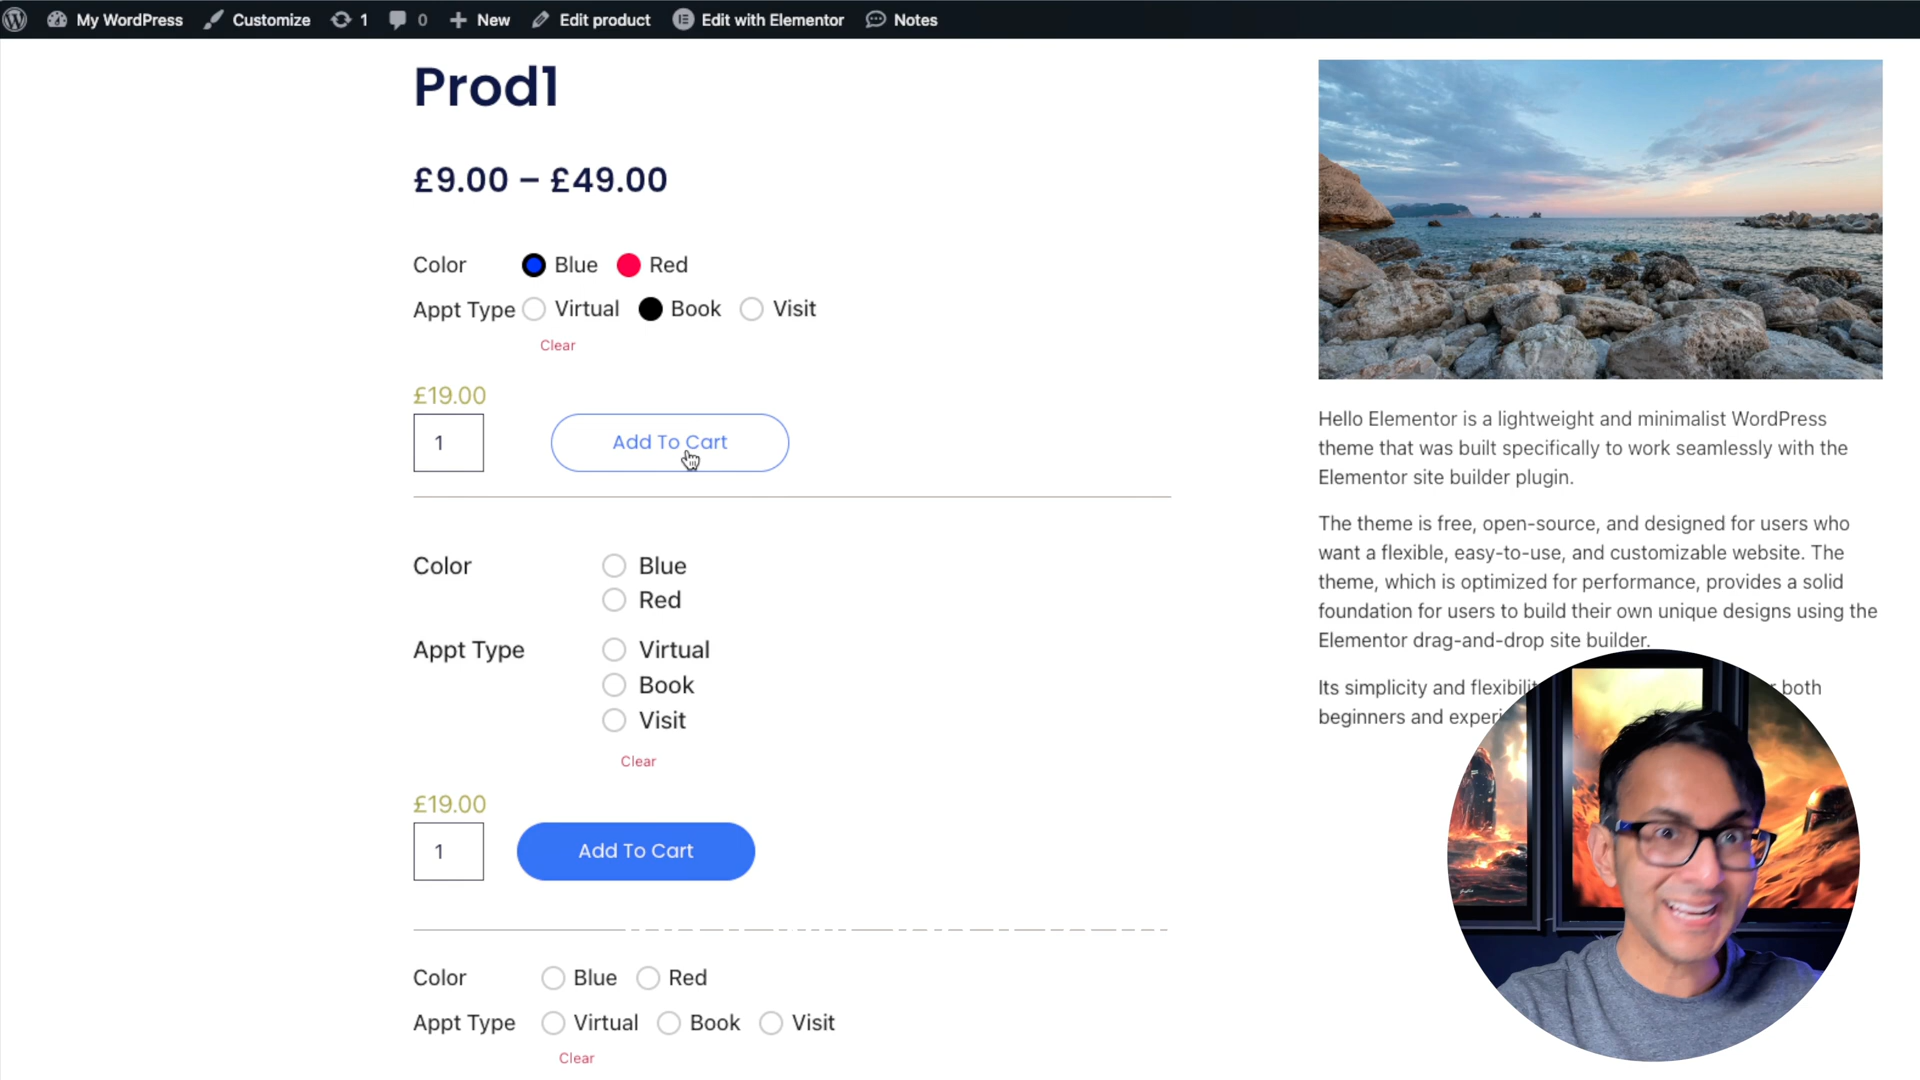 My WordPress Customize 1 0 New Edit product Edit with Elementor Notes
Prod1
£9.00 – £49.00
Color Blue Red
Appt Type Virtual Book Visit
Clear
£19.00
1 Add To Cart
Color Blue
Red
Appt Type Virtual
Book
Visit
Clear
£19.00
1 Add To Cart
Color Blue Red
Appt Type Virtual Book Visit
Clear
Hello Elementor is a lightweight and minimalist WordPress
theme that was built specifically to work seamlessly with the
Elementor site builder plugin.
The theme is free, open-source, and designed for users who
want a flexible, easy-to-use, and customizable website. The
theme, which is optimized for performance, provides a solid
foundation for users to build their own unique designs using the
Elementor drag-and-drop site builder.
Its simplicity and both
beginners and